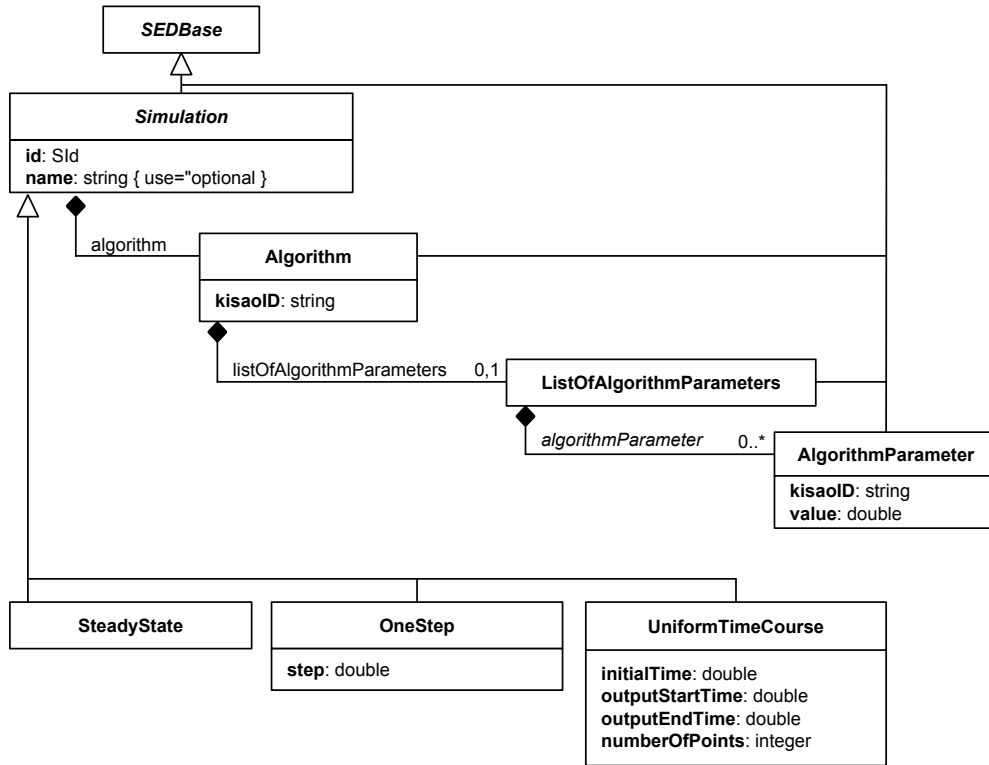 SEDBase
Simulation
id: SId
name: string { use="optional }
algorithm
Algorithm
kisaoID: string
listOfAlgorithmParameters 0,1
ListOfAlgorithmParameters
algorithmParameter 0..*
AlgorithmParameter
kisaoID: string
value: double
SteadyState
OneStep
step: double
UniformTimeCourse
initialTime: double
outputStartTime: double
outputEndTime: double
numberOfPoints: integer